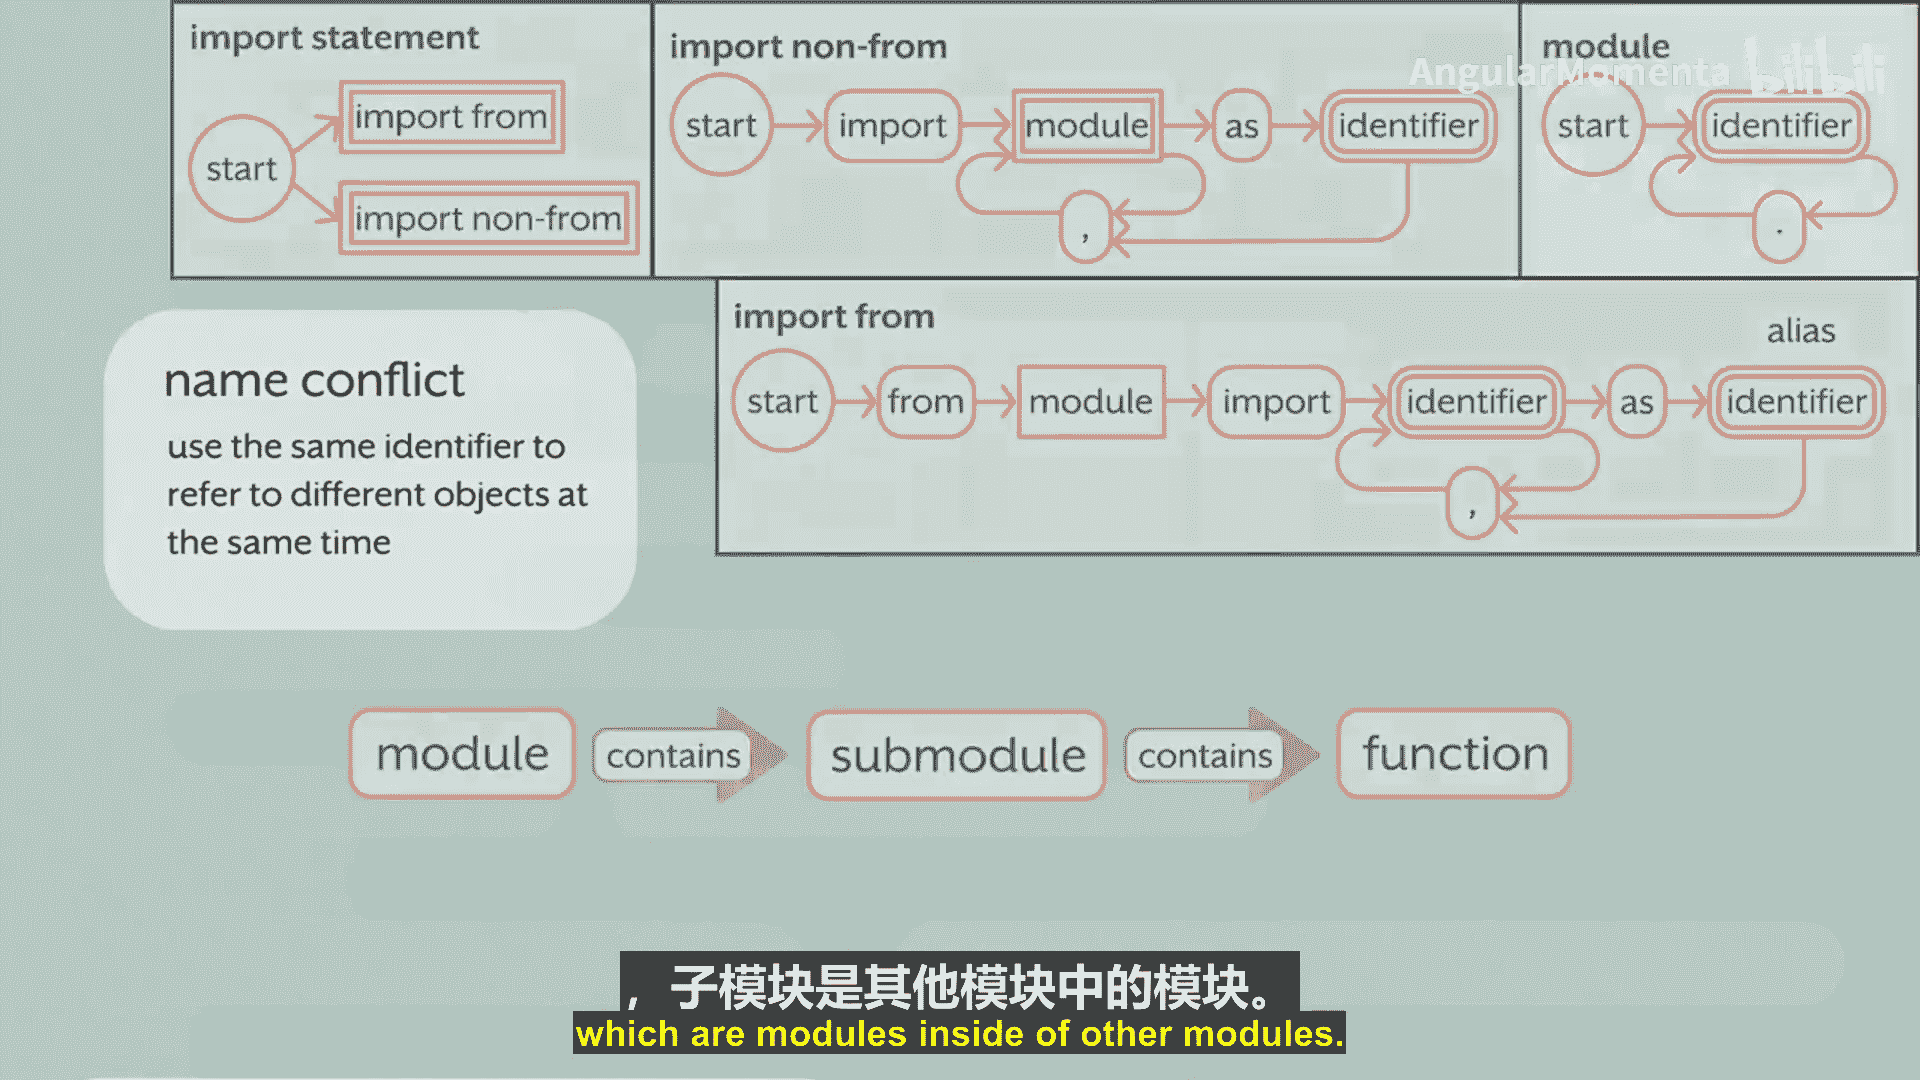 import statement
start
import from
import non-from
import non-from
start
import
module
as
identifier
,
module
start
identifier
.
AngularMomenta bilibili
import from
alias
start
from
module
import
identifier
as
identifier
,
name conflict
use the same identifier to
refer to different objects at
the same time
module
contains
submodule
contains
function
，子模块是其他模块中的模块。
which are modules inside of other modules.